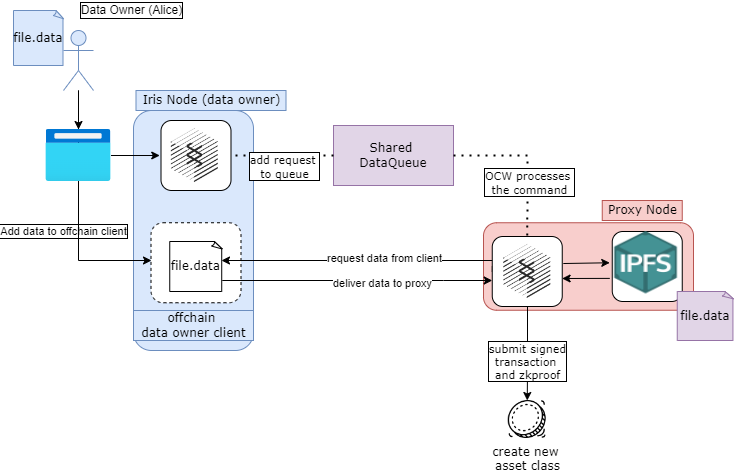 Data Owner (Alice)
file.data
Iris Node (data owner)
Shared
DataQueue
add request
to queue
OCW processes
the command
Proxy Node
Add data to offchain client
file.data
request data from client
deliver data to proxy
IPFS
file.data
offchain
data owner client
submit signed
transaction
and zkproof
create new
asset class